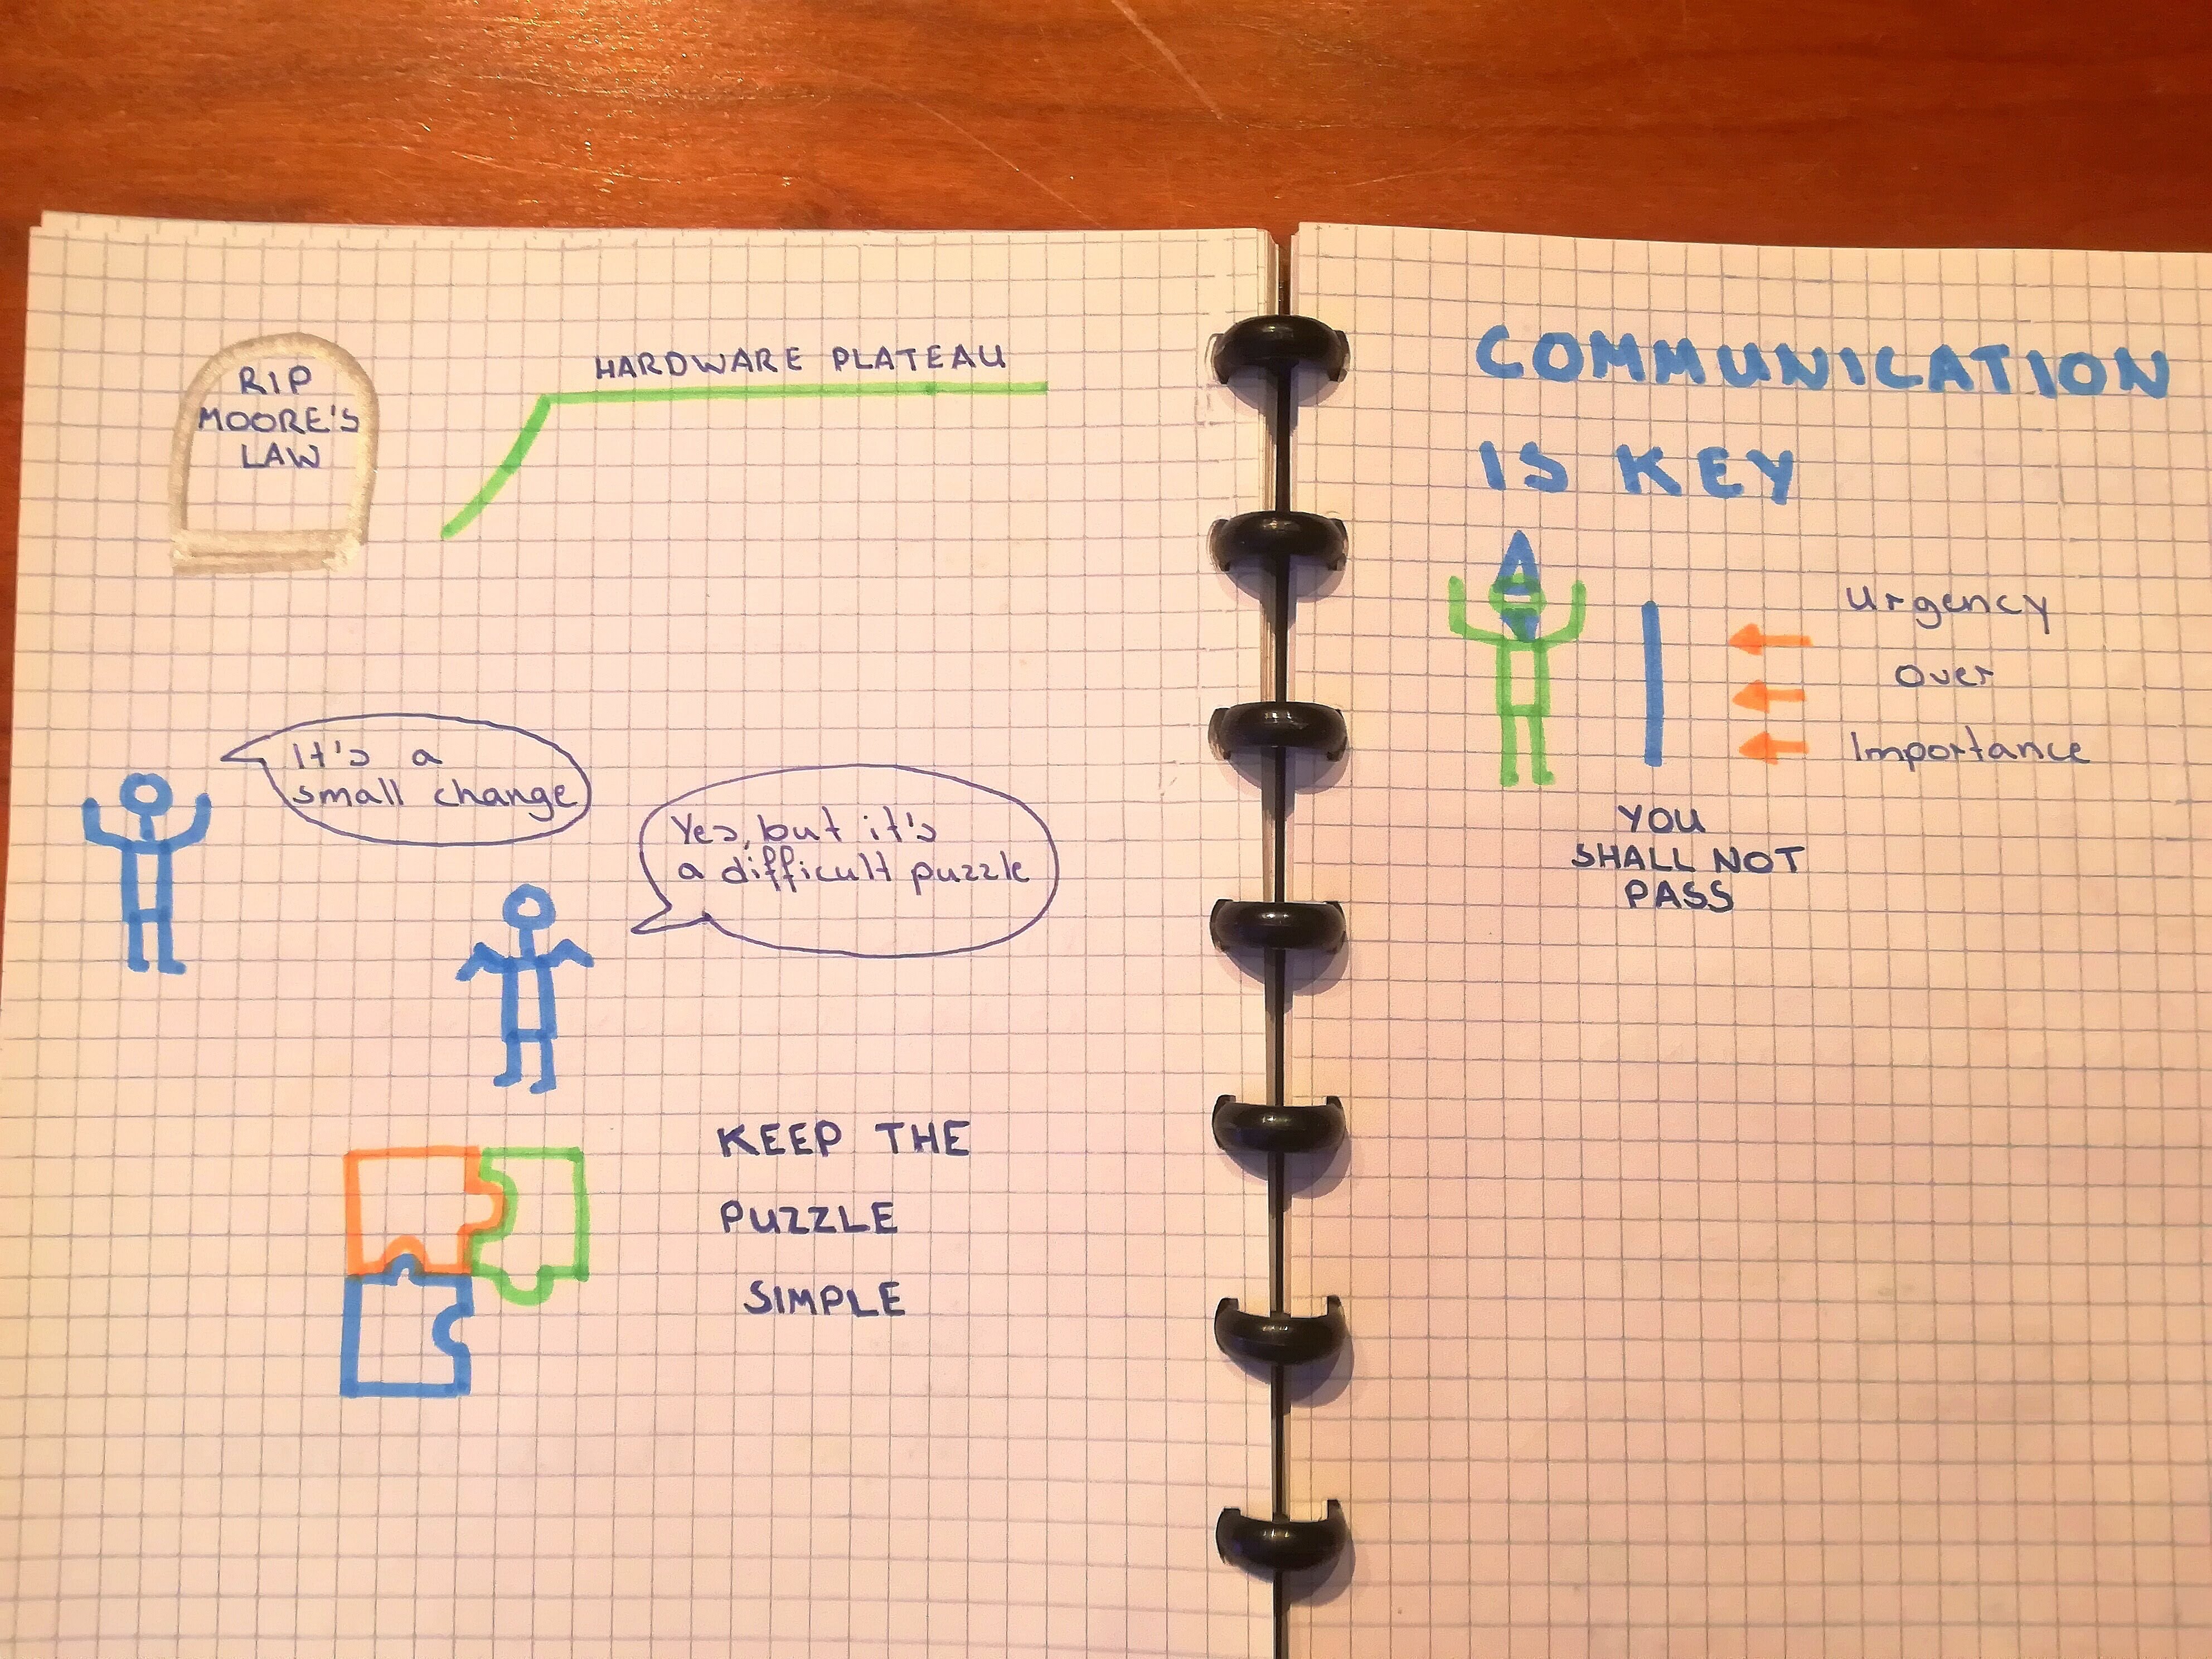 RIP
MOORE'S
LAW
HARDWARE PLATEAU
It's a
small change
Yes, but it's
a difficult puzzle
KEEP THE
PUZZLE
SIMPLE
COMMUNICATION
IS KEY
Urgency
Over
Importance
YOU
SHALL NOT
PASS